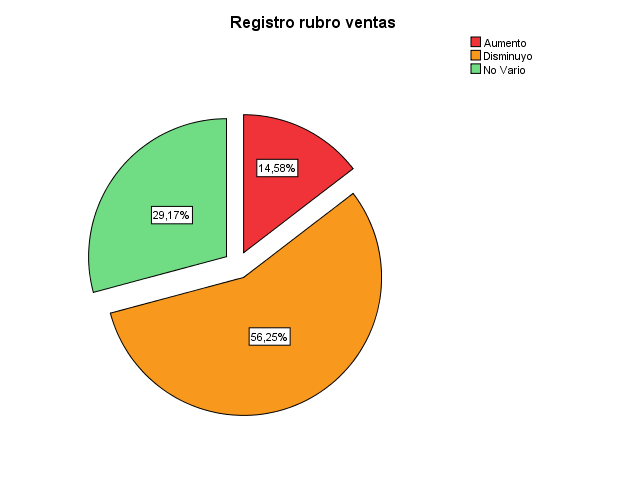 Registro rubro ventas
Aumento
Disminuyo
No Vario
14,58%
29,17%
56,25%